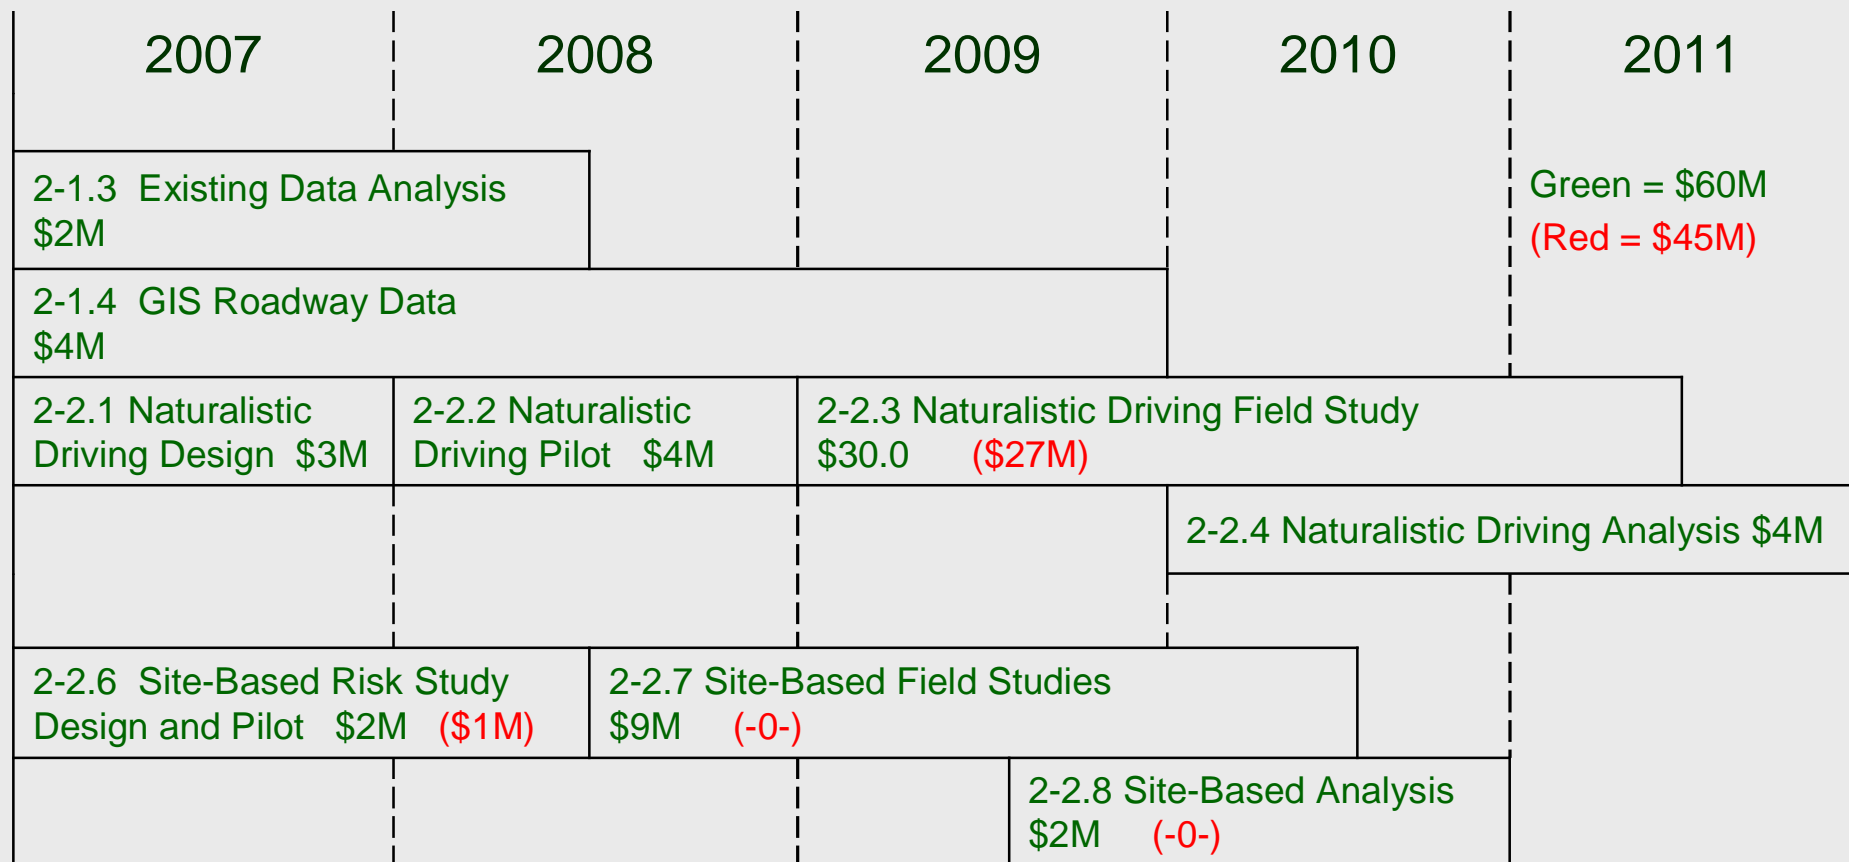 2007 2008 2009 2010 2011
2-1.3 Existing Data Analysis
$2M
Green = $60M
(Red = $45M)
2-1.4 GIS Roadway Data
$4M
2-2.1 Naturalistic
Driving Design $3M
2-2.2 Naturalistic
Driving Pilot $4M
2-2.3 Naturalistic Driving Field Study
$30.0 ($27M)
2-2.4 Naturalistic Driving Analysis $4M
2-2.6 Site-Based Risk Study
Design and Pilot $2M ($1M)
2-2.7 Site-Based Field Studies
$9M (-0-)
2-2.8 Site-Based Analysis
$2M (-0-)